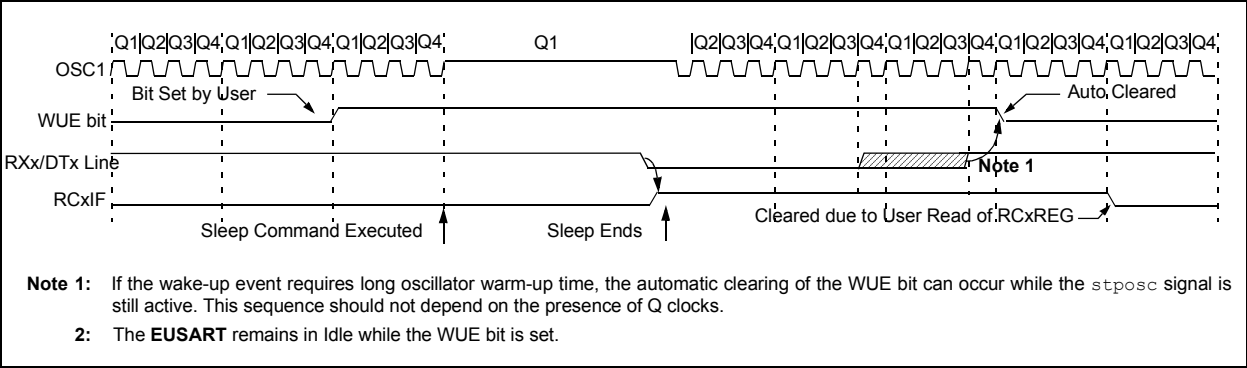 Q1|Q2|Q3|Q4 Q1|Q2|Q3|Q4 Q1|Q2|Q3|Q4 Q1 Q2|Q3|Q4 Q1|Q2|Q3|Q4 Q1|Q2|Q3|Q4 Q1|Q2|Q3|Q4 Q1|Q2|Q3|Q4
OSC1
Bit Set by User
Auto Cleared
WUE bit
RXx/DTx Line
Note 1
RCxIF
Cleared due to User Read of RCxREG
Sleep Command Executed
Sleep Ends
Note 1: If the wake-up event requires long oscillator warm-up time, the automatic clearing of the WUE bit can occur while the stposc signal is
still active. This sequence should not depend on the presence of Q clocks.
2: The EUSART remains in Idle while the WUE bit is set.